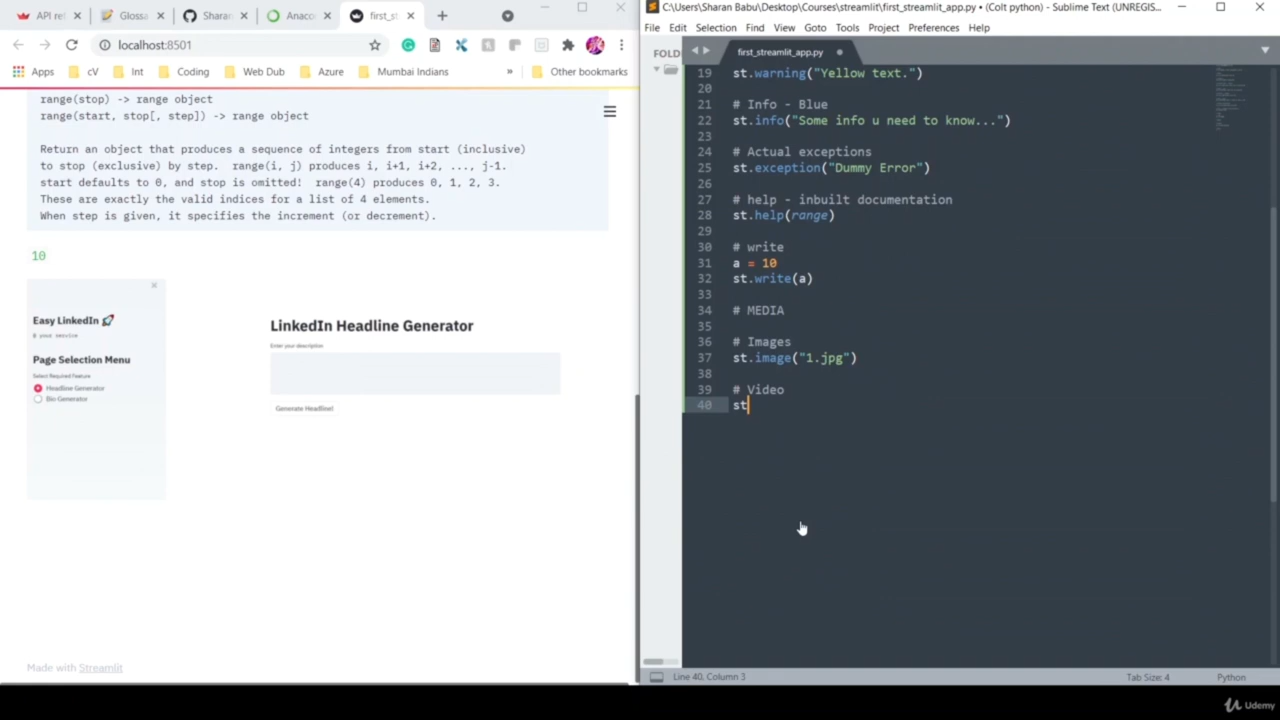 API ref
Glossa
Sharan
Anaco
first_s
localhost:8501
Apps
cV
Int
Coding
Web Dub
Azure
Mumbai Indians
»
Other bookmarks
range(stop) -> range object
range(start, stop[, step]) -> range object
Return an object that produces a sequence of integers from start (inclusive)
to stop (exclusive) by step.  range(i, j) produces i, i+1, i+2, ..., j-1.
start defaults to 0, and stop is omitted!  range(4) produces 0, 1, 2, 3.
These are exactly the valid indices for a list of 4 elements.
When step is given, it specifies the increment (or decrement).
10
Easy LinkedIn 🚀
@ your service
Page Selection Menu
Select Required Feature
Headline Generator
Bio Generator
LinkedIn Headline Generator
Enter your description
Generate Headline!
Made with Streamlit
C:\Users\Sharan Babu\Desktop\Courses\streamlit\first_streamlit_app.py • (Colt python) - Sublime Text (UNREGIS...
File Edit Selection Find View Goto Tools Project Preferences Help
FOLD
first_streamlit_app.py
19 st.warning("Yellow text.")
20
21 # Info - Blue
22 st.info("Some info u need to know...")
23
24 # Actual exceptions
25 st.exception("Dummy Error")
26
27 # help - inbuilt documentation
28 st.help(range)
29
30 # write
31 a = 10
32 st.write(a)
33
34 # MEDIA
35
36 # Images
37 st.image("1.jpg")
38
39 # Video
40 st
Line 40, Column 3
Tab Size: 4
Python
Udemy